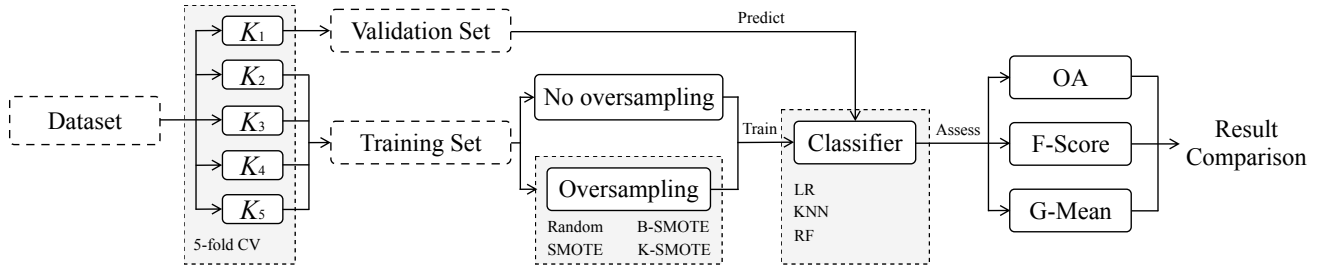 Dataset
K1
K2
K3
K4
K5
5-fold CV
Validation Set
Training Set
Predict
No oversampling
Oversampling
Random B-SMOTE
SMOTE K-SMOTE
Train
Classifier
LR
KNN
RF
Assess
OA
F-Score
G-Mean
Result
Comparison